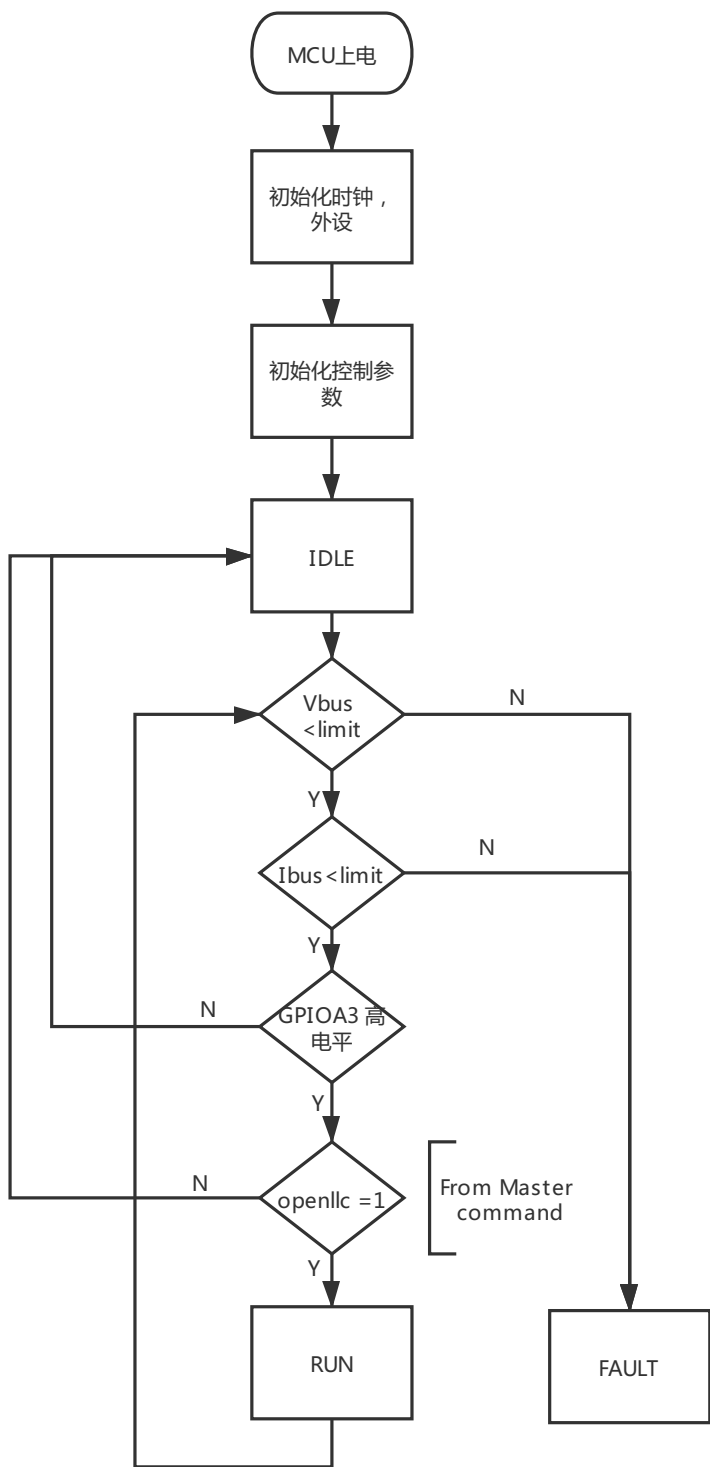 MCU上电
初始化时钟，
外设
初始化控制参
数
IDLE
Vbus
<limit
N
Y
Ibus<limit
N
Y
GPIOA3 高
电平
N
Y
openllc =1
N
From Master
command
Y
RUN
FAULT